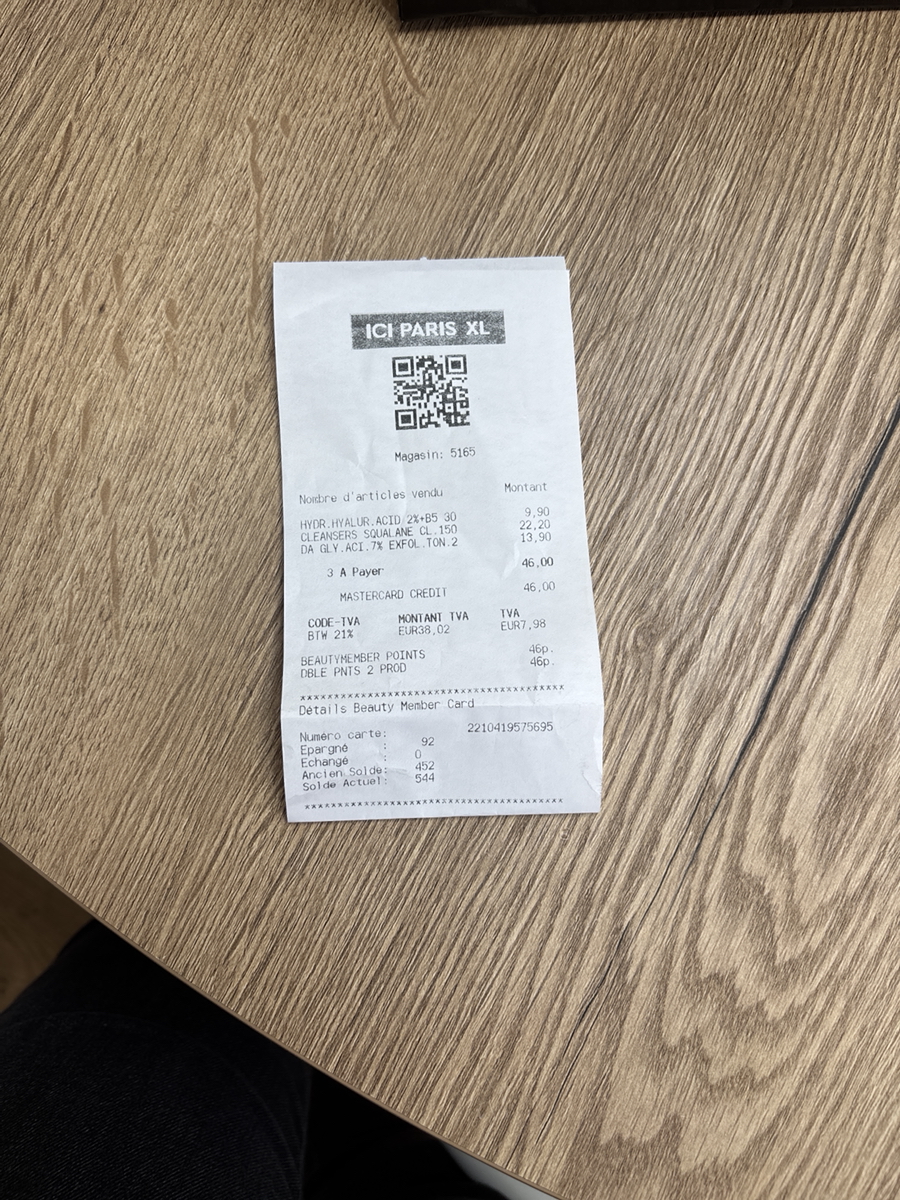 ICI PARIS XL
Magasin: 5165
Nombre d'articles vendu Montant
HYDR.HYALUR.ACID 2%+B5 30 9,90
CLEANSERS SQUALANE CL.150 22,20
DA GLY.ACI.7% EXFOL.TON.2 13,90
3 A Payer 46,00
MASTERCARD CREDIT 46,00
CODE-TVA MONTANT TVA TVA
BTW 21% EUR38,02 EUR7,98
BEAUTYMEMBER POINTS 46p.
DBLE PNTS 2 PROD 46p.
xxxxxxxxxxxxxxxxxxxxxxxxxxxxxxxxxxxxxxxx
Détails Beauty Member Card
Numéro carte: 2210419575695
Epargné : 92
Echangé : 0
Ancien Solde: 452
Solde Actuel: 544
xxxxxxxxxxxxxxxxxxxxxxxxxxxxxxxxxxxxxxxx